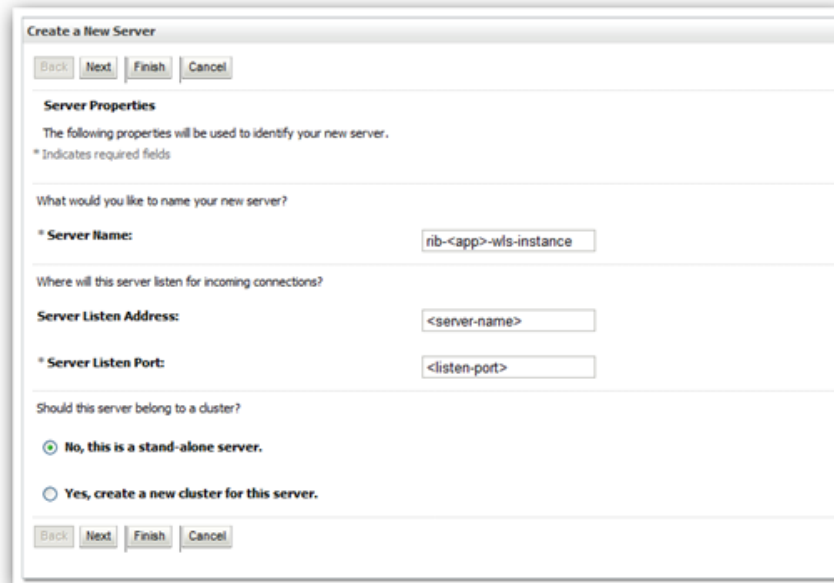 Create a New Server
Back Next Finish Cancel
Server Properties
The following properties will be used to identify your new server.
* Indicates required fields
What would you like to name your new server?
* Server Name: rib-<app>-wls-instance
Where will this server listen for incoming connections?
Server Listen Address: <server-name>
* Server Listen Port: <listen-port>
Should this server belong to a cluster?
No, this is a stand-alone server.
Yes, create a new cluster for this server.
Back Next Finish Cancel